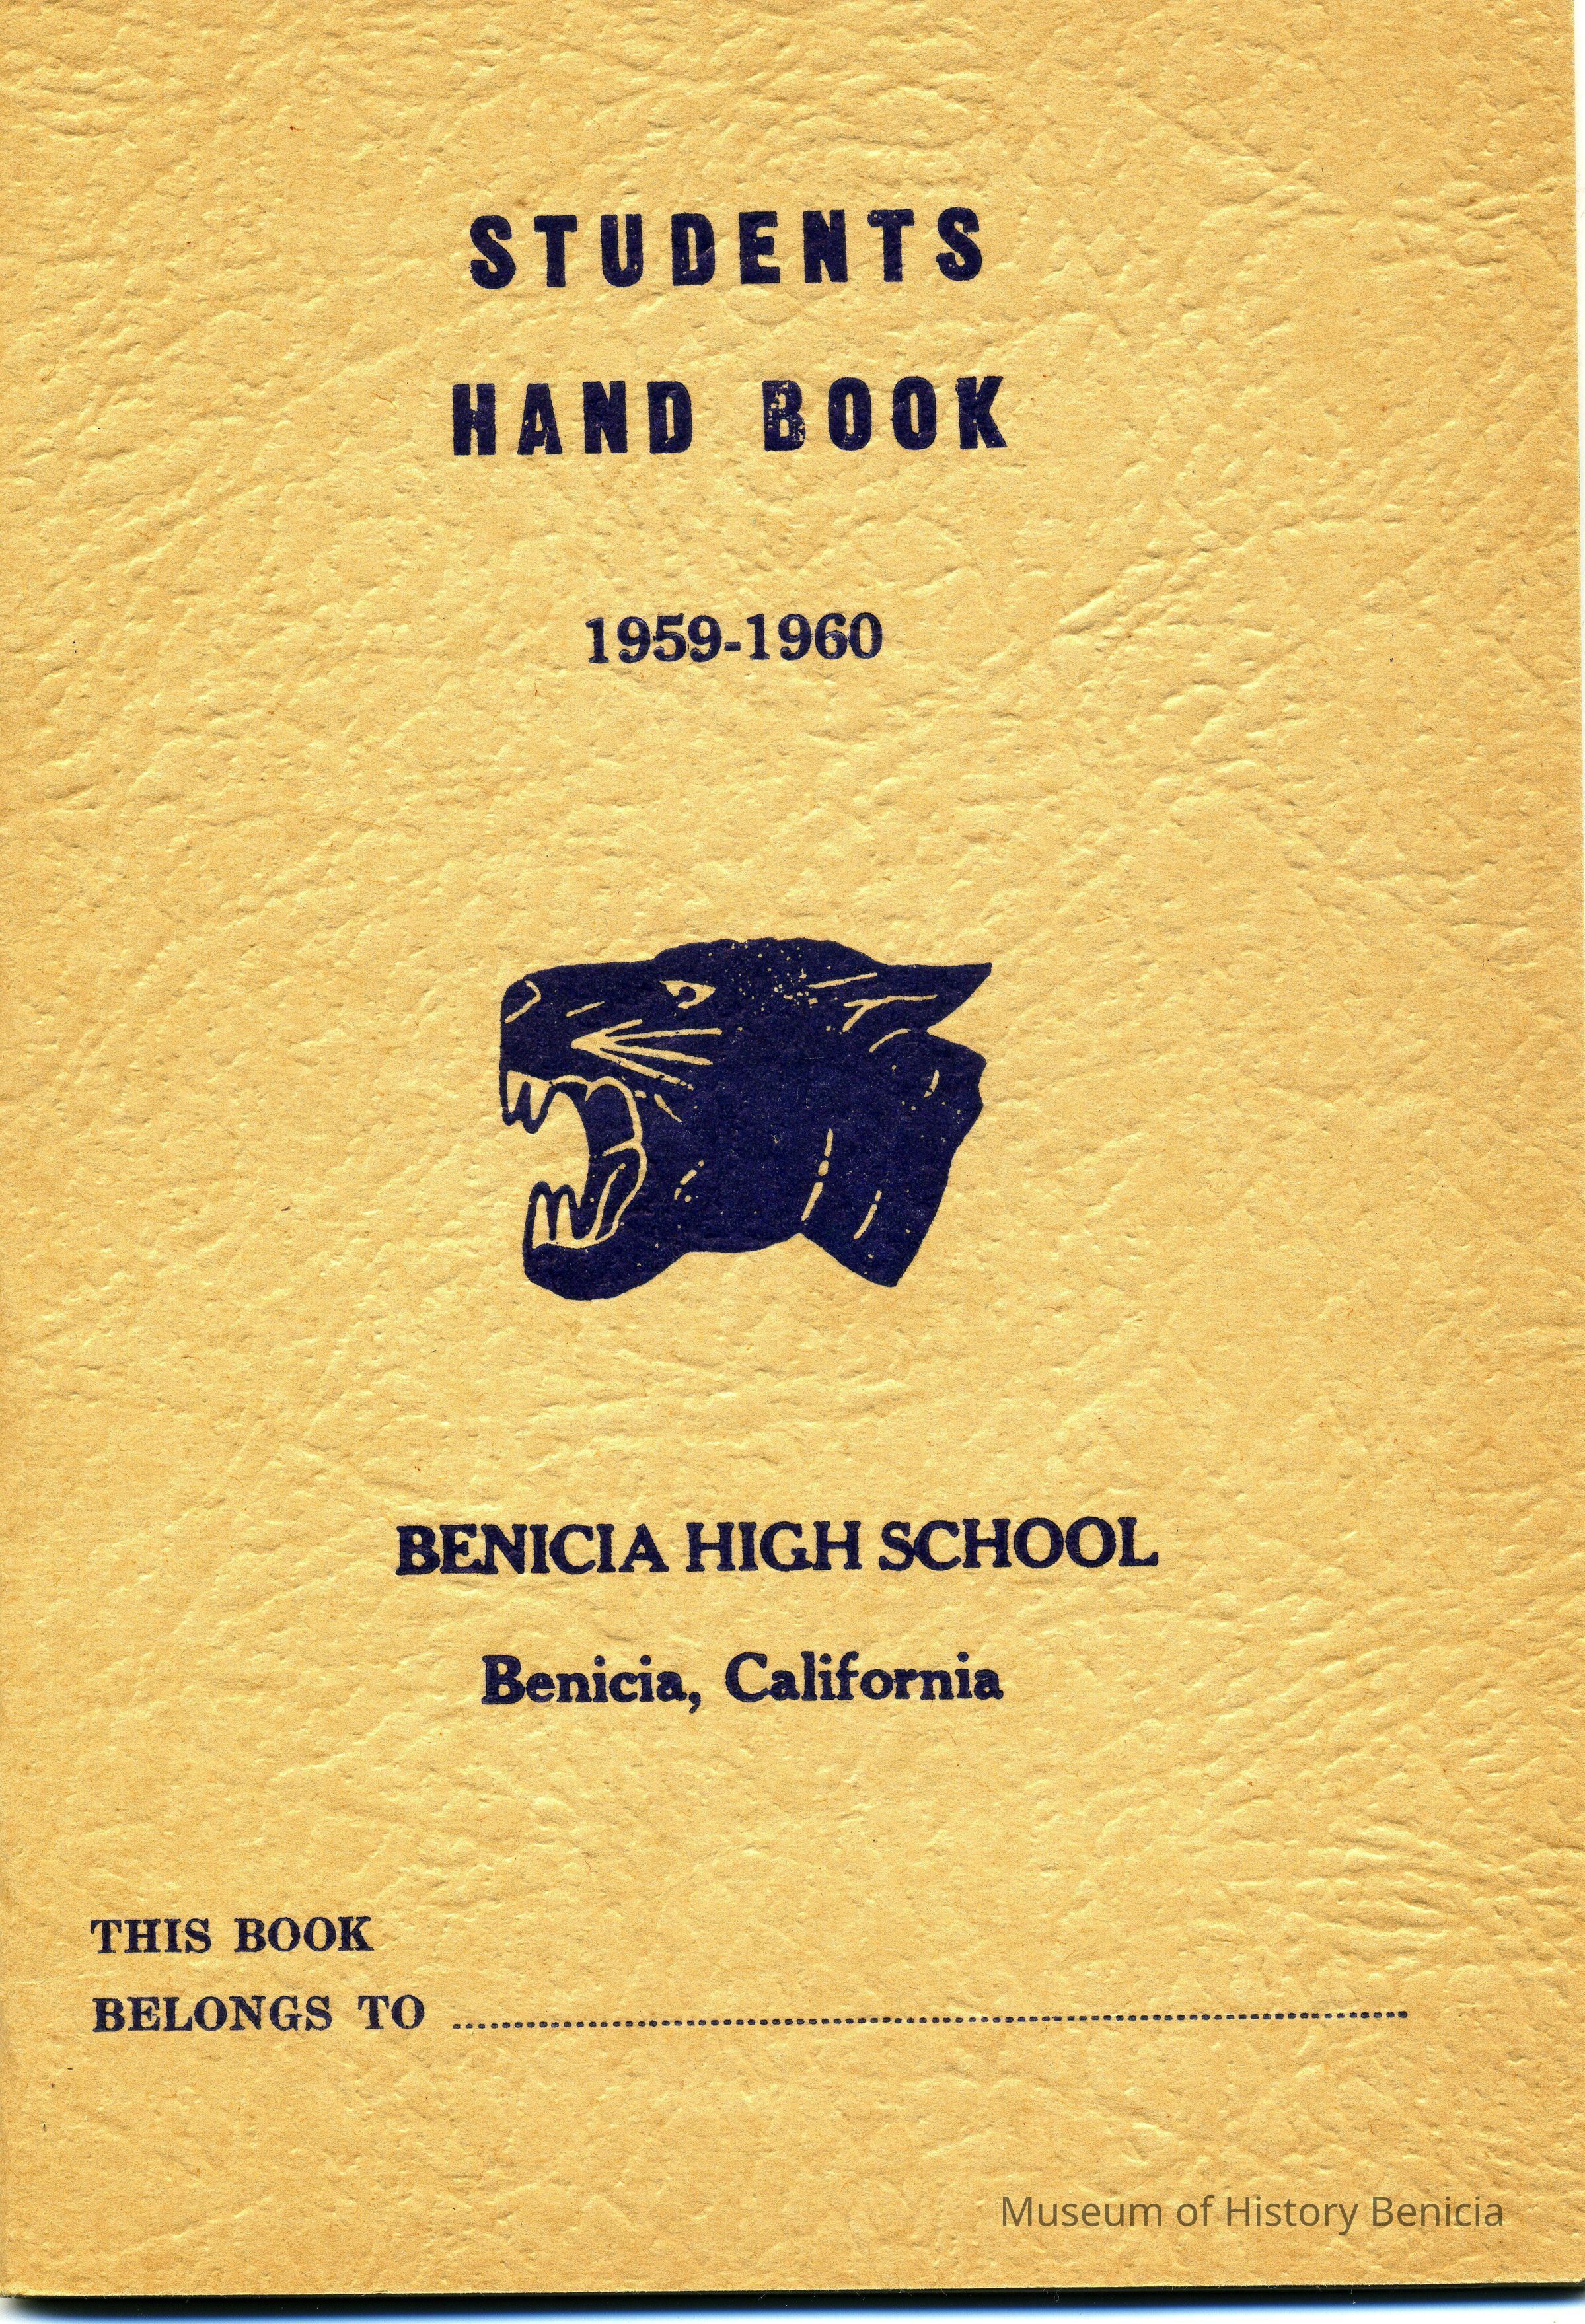 STUDENTS
HAND BOOK
1959-1960
BENICIA HIGH SCHOOL
Benicia, California
THIS BOOK
BELONGS TO ................................................................
Museum of History Benicia